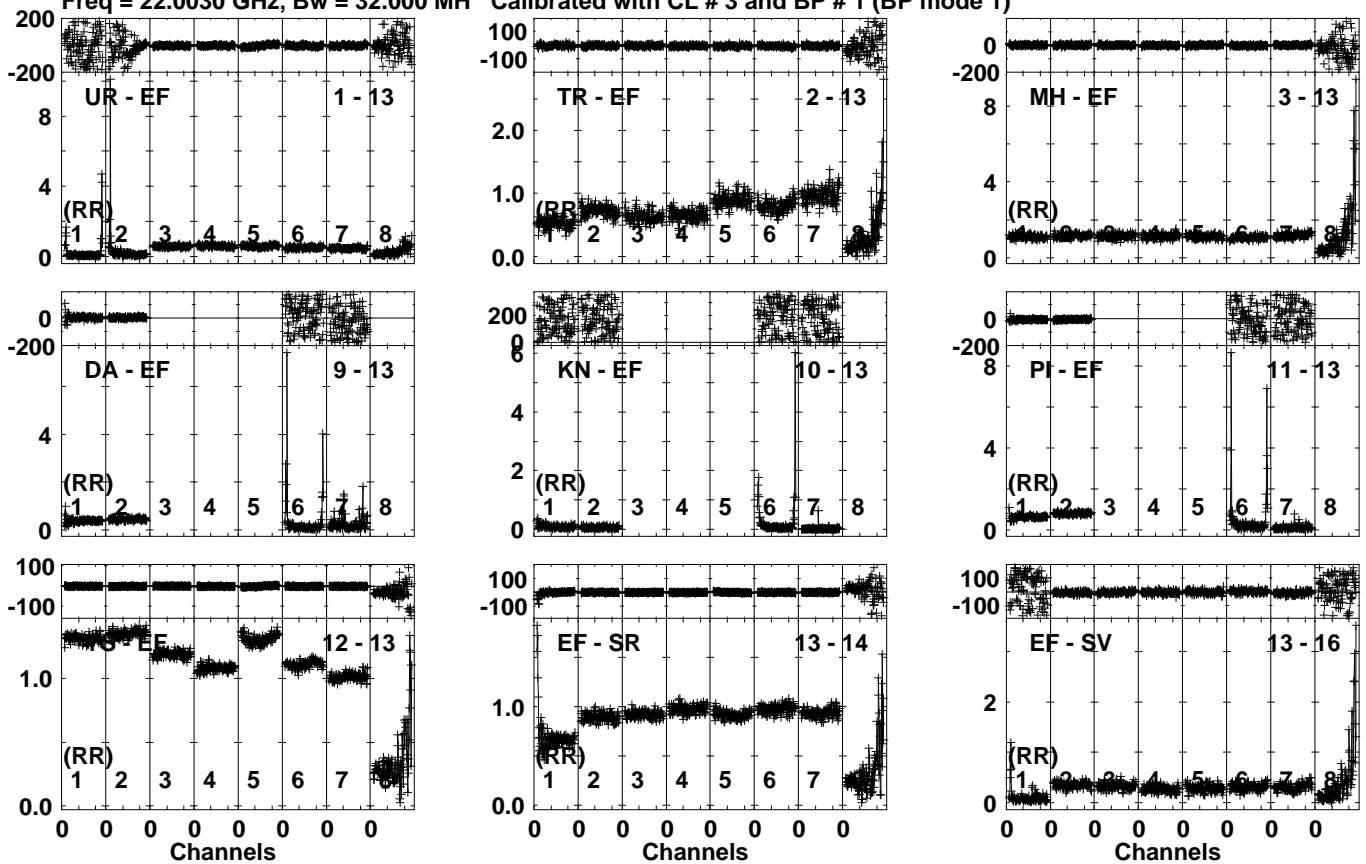 Freq = 22.0030 GHz, Bw = 32.000 MH Calibrated with CL # 3 and BP # 1 (BP mode 1)
200
-200
UR - EF 1 - 13
8
4
(RR)
1 2 3 4 5 6 7 8
0
100
-100
TR - EF 2 - 13
2.0
1.0
(RR)
1 2 3 4 5 6 7 8
0.0
0
-200
MH - EF 3 - 13
8
4
(RR)
1 2 3 4 5 6 7 8
0
0
-200
DA - EF 9 - 13
4
(RR)
1 2 3 4 5 6 7 8
0
200
0
KN - EF 10 - 13
6
4
2
(RR)
1 2 3 4 5 6 7 8
0
0
-200
PI - EF 11 - 13
8
4
(RR)
1 2 3 4 5 6 7 8
0
100
-100
YS - EF 12 - 13
1.0
(RR)
1 2 3 4 5 6 7 8
0.0
0 0 0 0 0 0 0 0
Channels
100
-100
EF - SR 13 - 14
1.0
(RR)
1 2 3 4 5 6 7 8
0.0
0 0 0 0 0 0 0 0
Channels
100
-100
EF - SV 13 - 16
2
(RR)
1 2 3 4 5 6 7 8
0
0 0 0 0 0 0 0 0
Channels